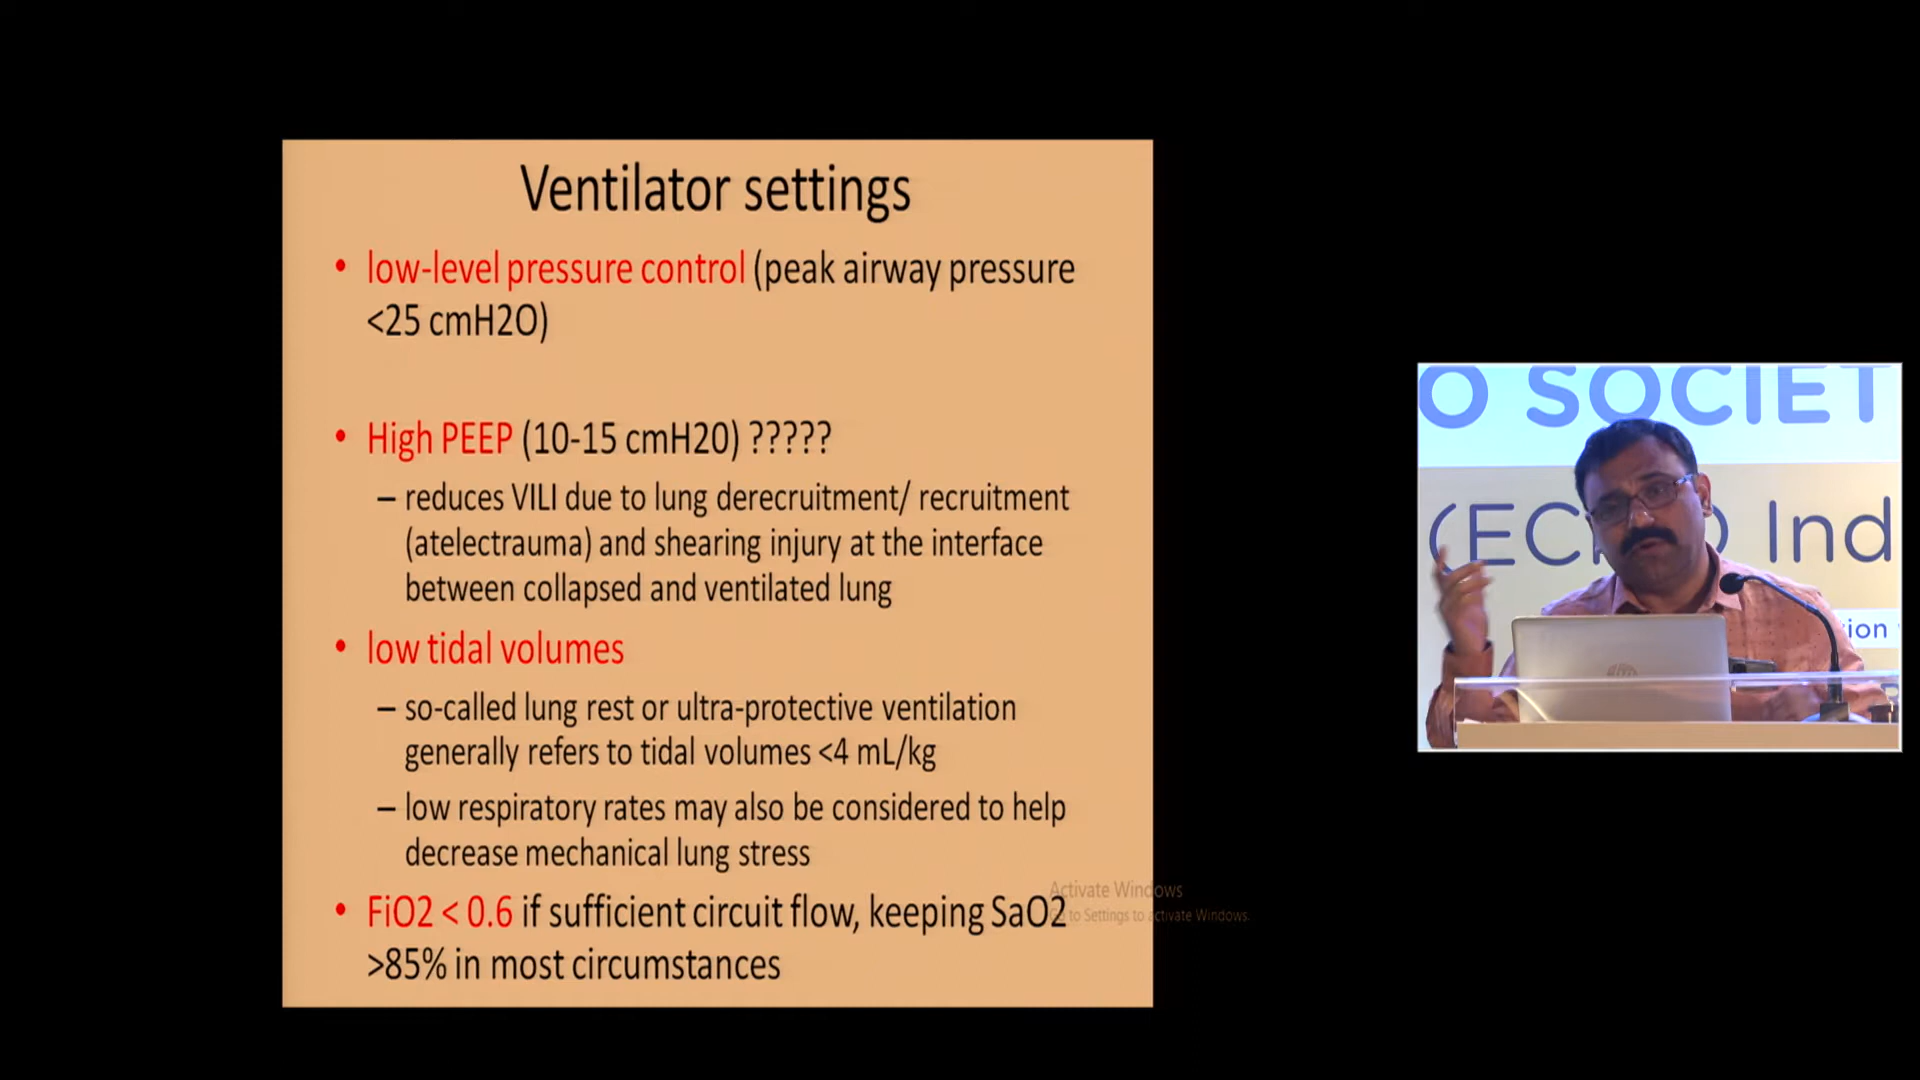 Ventilator settings
• low-level pressure control (peak airway pressure
<25 cmH2O)
• High PEEP (10-15 cmH20) ?????
– reduces VILI due to lung derecruitment/ recruitment
(atelectrauma) and shearing injury at the interface
between collapsed and ventilated lung
• low tidal volumes
– so-called lung rest or ultra-protective ventilation
generally refers to tidal volumes <4 mL/kg
– low respiratory rates may also be considered to help
decrease mechanical lung stress
• FiO2 < 0.6 if sufficient circuit flow, keeping SaO2
>85% in most circumstances
Activate Windows
Go to Settings to activate Windows.
O SOCIET
(EC O Ind
ion
hp